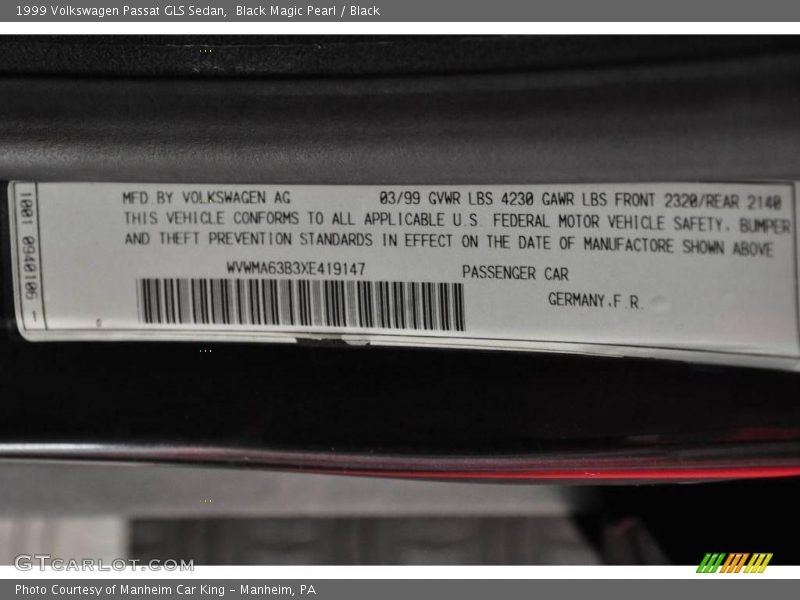 1999 Volkswagen Passat GLS Sedan,  Black Magic Pearl / Black
MFD BY VOLKSWAGEN AG 03/99 GVWR LBS 4230 GAWR LBS FRONT 2320/REAR 2140
THIS VEHICLE CONFORMS TO ALL APPLICABLE U.S. FEDERAL MOTOR VEHICLE SAFETY, BUMPER
AND THEFT PREVENTION STANDARDS IN EFFECT ON THE DATE OF MANUFACTORE SHOWN ABOVE
WVWMA63B3XE419147 PASSENGER CAR
GERMANY,F.R.
1001 0940106 -
GTCARLOT.COM
Photo Courtesy of Manheim Car King - Manheim, PA